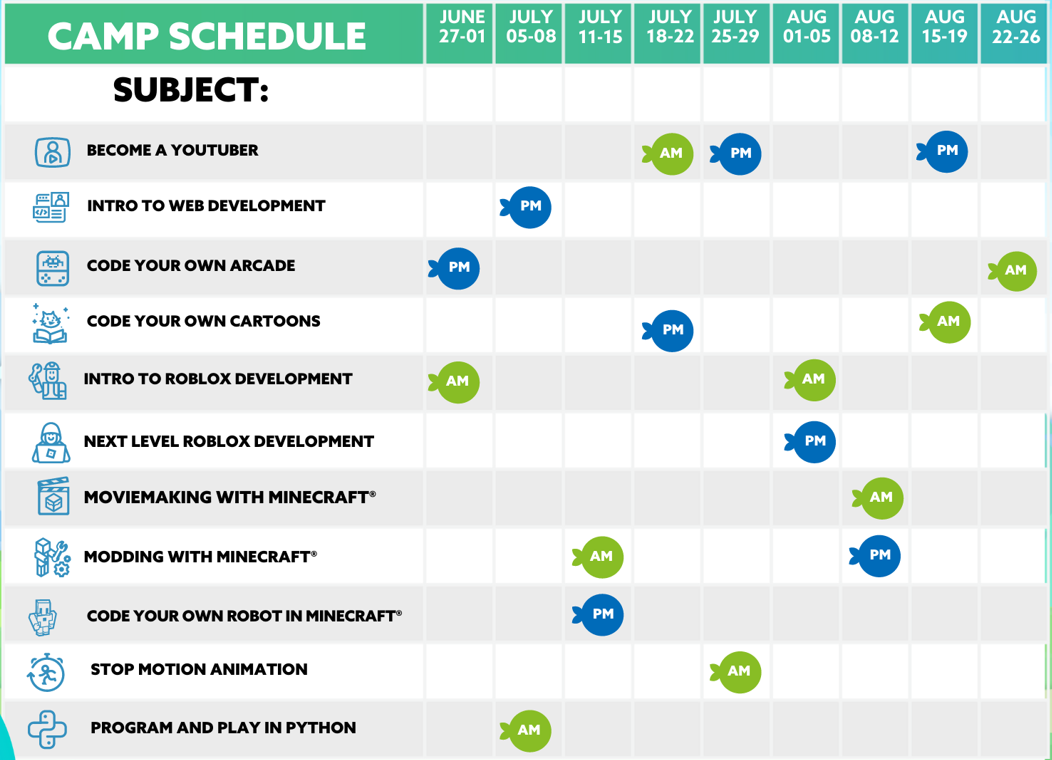 CAMP SCHEDULE
JUNE 27-01
JULY 05-08
JULY 11-15
JULY 18-22
JULY 25-29
AUG 01-05
AUG 08-12
AUG 15-19
AUG 22-26
SUBJECT:
BECOME A YOUTUBER AM PM PM
INTRO TO WEB DEVELOPMENT PM
CODE YOUR OWN ARCADE PM AM
CODE YOUR OWN CARTOONS PM AM
INTRO TO ROBLOX DEVELOPMENT AM AM
NEXT LEVEL ROBLOX DEVELOPMENT PM
MOVIEMAKING WITH MINECRAFT® AM
MODDING WITH MINECRAFT® AM PM
CODE YOUR OWN ROBOT IN MINECRAFT® PM
STOP MOTION ANIMATION AM
PROGRAM AND PLAY IN PYTHON AM